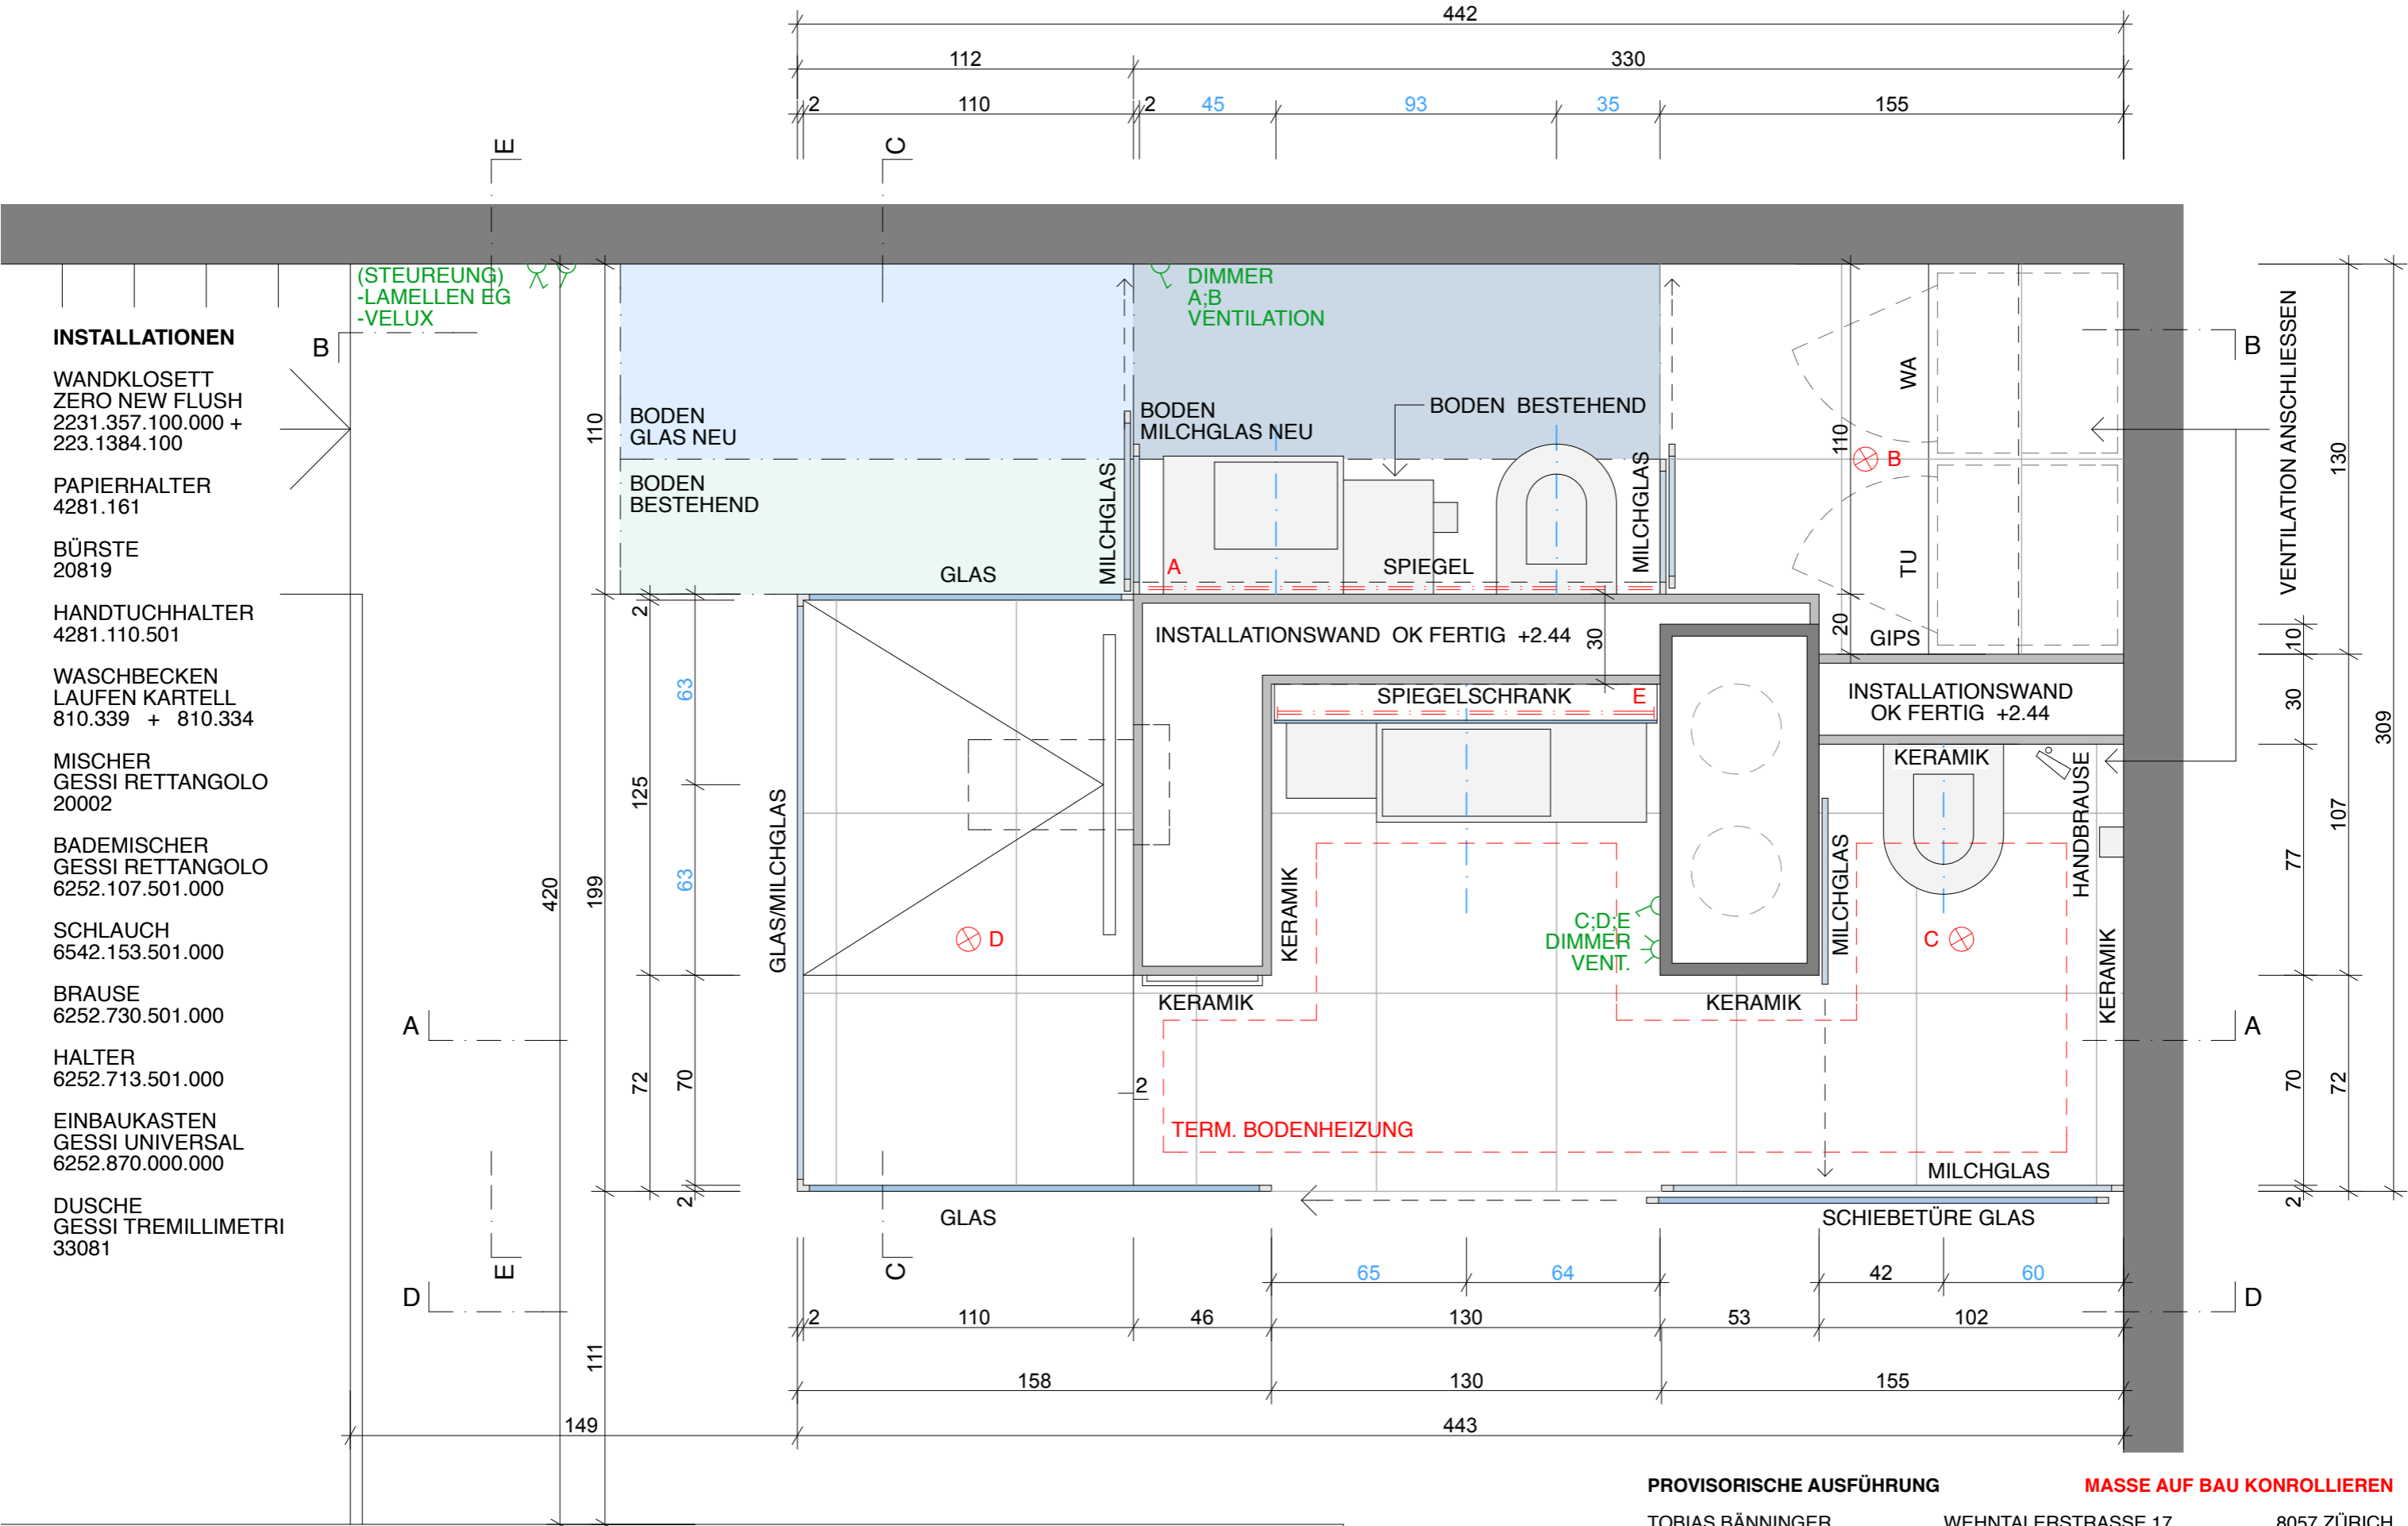 442
112 330
2 110 2 45 93 35 155
E C
(STEUREUNG)
-LAMELLEN EG
-VELUX
DIMMER
A;B
VENTILATION
INSTALLATIONEN
WANDKLOSETT
ZERO NEW FLUSH
2231.357.100.000 +
223.1384.100
PAPIERHALTER
4281.161
BÜRSTE
20819
HANDTUCHHALTER
4281.110.501
WASCHBECKEN
LAUFEN KARTELL
810.339 + 810.334
MISCHER
GESSI RETTANGOLO
20002
BADEMISCHER
GESSI RETTANGOLO
6252.107.501.000
SCHLAUCH
6542.153.501.000
BRAUSE
6252.730.501.000
HALTER
6252.713.501.000
EINBAUKASTEN
GESSI UNIVERSAL
6252.870.000.000
DUSCHE
GESSI TREMILLIMETRI
33081
B
B
A
A
D
D
BODEN
GLAS NEU
BODEN
BESTEHEND
BODEN
MILCHGLAS NEU
BODEN BESTEHEND
MILCHGLAS
MILCHGLAS
GLAS
A
SPIEGEL
WA
TU
B
110
20
GIPS
VENTILATION ANSCHLIESSEN
110
199
111
420
2
125
72
63
63
70
2
INSTALLATIONSWAND OK FERTIG +2.44
30
SPIEGELSCHRANK E
INSTALLATIONSWAND
OK FERTIG +2.44
KERAMIK
HANDBRAUSE
GLAS/MILCHGLAS
D
KERAMIK
C;D;E
DIMMER
VENT.
MILCHGLAS
C
KERAMIK
KERAMIK
KERAMIK
2
TERM. BODENHEIZUNG
MILCHGLAS
GLAS
SCHIEBETÜRE GLAS
10
30
77
70
2
130
107
72
309
E C
65 64 42 60
2 110 46 130 53 102
158 130 155
149 443
PROVISORISCHE AUSFÜHRUNG MASSE AUF BAU KONROLLIEREN
TOBIAS BÄNNINGER WEHNTALERSTRASSE 17 8057 ZÜRICH